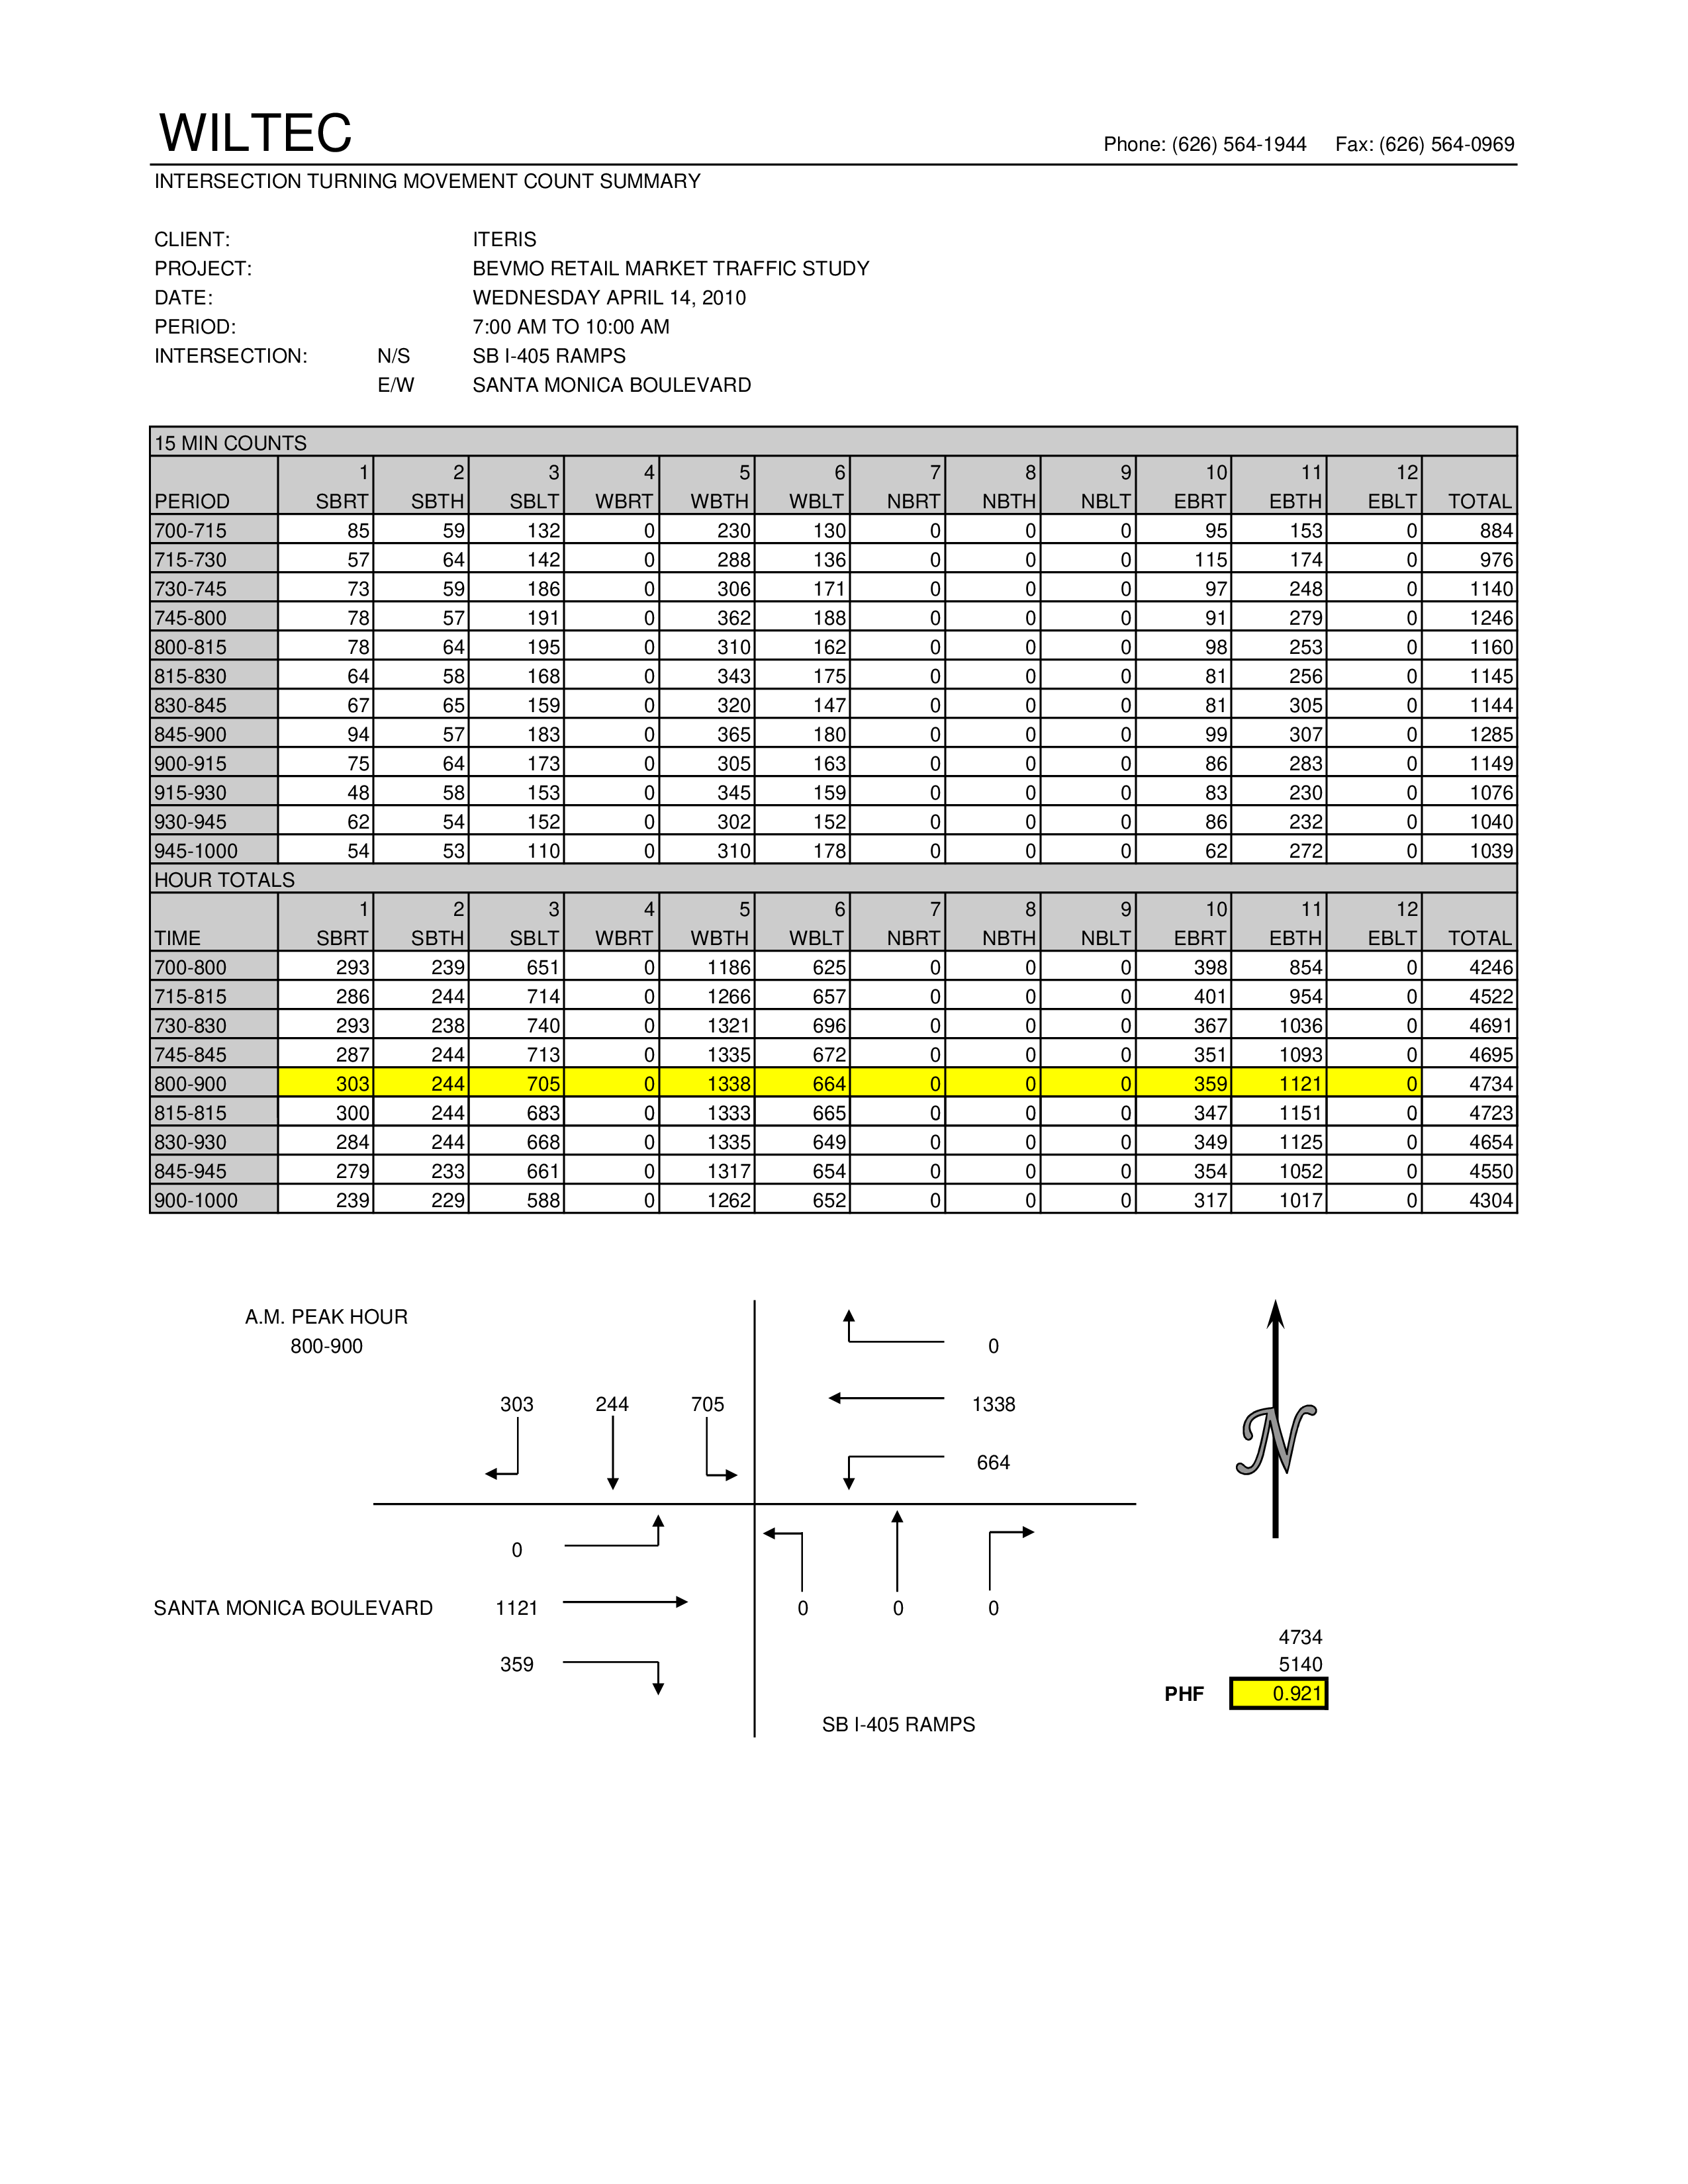 WILTEC
Phone: (626) 564-1944 Fax: (626) 564-0969
INTERSECTION TURNING MOVEMENT COUNT SUMMARY
CLIENT: ITERIS
PROJECT: BEVMO RETAIL MARKET TRAFFIC STUDY
DATE: WEDNESDAY APRIL 14, 2010
PERIOD: 7:00 AM TO 10:00 AM
INTERSECTION: N/S SB I-405 RAMPS
E/W SANTA MONICA BOULEVARD
15 MIN COUNTS
1 2 3 4 5 6 7 8 9 10 11 12
PERIOD SBRT SBTH SBLT WBRT WBTH WBLT NBRT NBTH NBLT EBRT EBTH EBLT TOTAL
700-715 85 59 132 0 230 130 0 0 0 95 153 0 884
715-730 57 64 142 0 288 136 0 0 0 115 174 0 976
730-745 73 59 186 0 306 171 0 0 0 97 248 0 1140
745-800 78 57 191 0 362 188 0 0 0 91 279 0 1246
800-815 78 64 195 0 310 162 0 0 0 98 253 0 1160
815-830 64 58 168 0 343 175 0 0 0 81 256 0 1145
830-845 67 65 159 0 320 147 0 0 0 81 305 0 1144
845-900 94 57 183 0 365 180 0 0 0 99 307 0 1285
900-915 75 64 173 0 305 163 0 0 0 86 283 0 1149
915-930 48 58 153 0 345 159 0 0 0 83 230 0 1076
930-945 62 54 152 0 302 152 0 0 0 86 232 0 1040
945-1000 54 53 110 0 310 178 0 0 0 62 272 0 1039
HOUR TOTALS
1 2 3 4 5 6 7 8 9 10 11 12
TIME SBRT SBTH SBLT WBRT WBTH WBLT NBRT NBTH NBLT EBRT EBTH EBLT TOTAL
700-800 293 239 651 0 1186 625 0 0 0 398 854 0 4246
715-815 286 244 714 0 1266 657 0 0 0 401 954 0 4522
730-830 293 238 740 0 1321 696 0 0 0 367 1036 0 4691
745-845 287 244 713 0 1335 672 0 0 0 351 1093 0 4695
800-900 303 244 705 0 1338 664 0 0 0 359 1121 0 4734
815-815 300 244 683 0 1333 665 0 0 0 347 1151 0 4723
830-930 284 244 668 0 1335 649 0 0 0 349 1125 0 4654
845-945 279 233 661 0 1317 654 0 0 0 354 1052 0 4550
900-1000 239 229 588 0 1262 652 0 0 0 317 1017 0 4304
A.M. PEAK HOUR
800-900 0
303 244 705 1338
664
N
0
SANTA MONICA BOULEVARD 1121 0 0 0
4734
359 5140
PHF 0.921
SB I-405 RAMPS